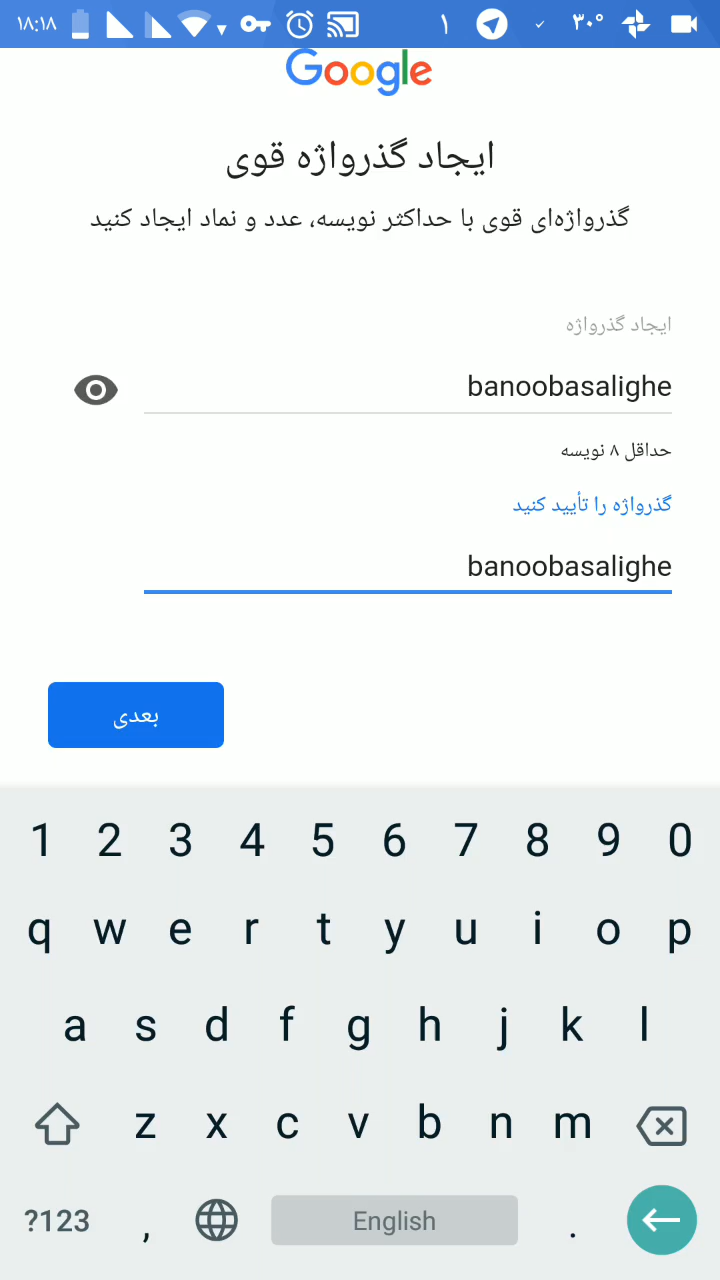 ۱۸:۱۸ ۱ ۳۰°
Google
ایجاد گذرواژه قوی
گذرواژه‌ای قوی با حداکثر نویسه، عدد و نماد ایجاد کنید
ایجاد گذرواژه
banoobasalighe
حداقل ۸ نویسه
گذرواژه را تأیید کنید
banoobasalighe
بعدی
1 2 3 4 5 6 7 8 9 0
q w e r t y u i o p
a s d f g h j k l
z x c v b n m
?123 , English .